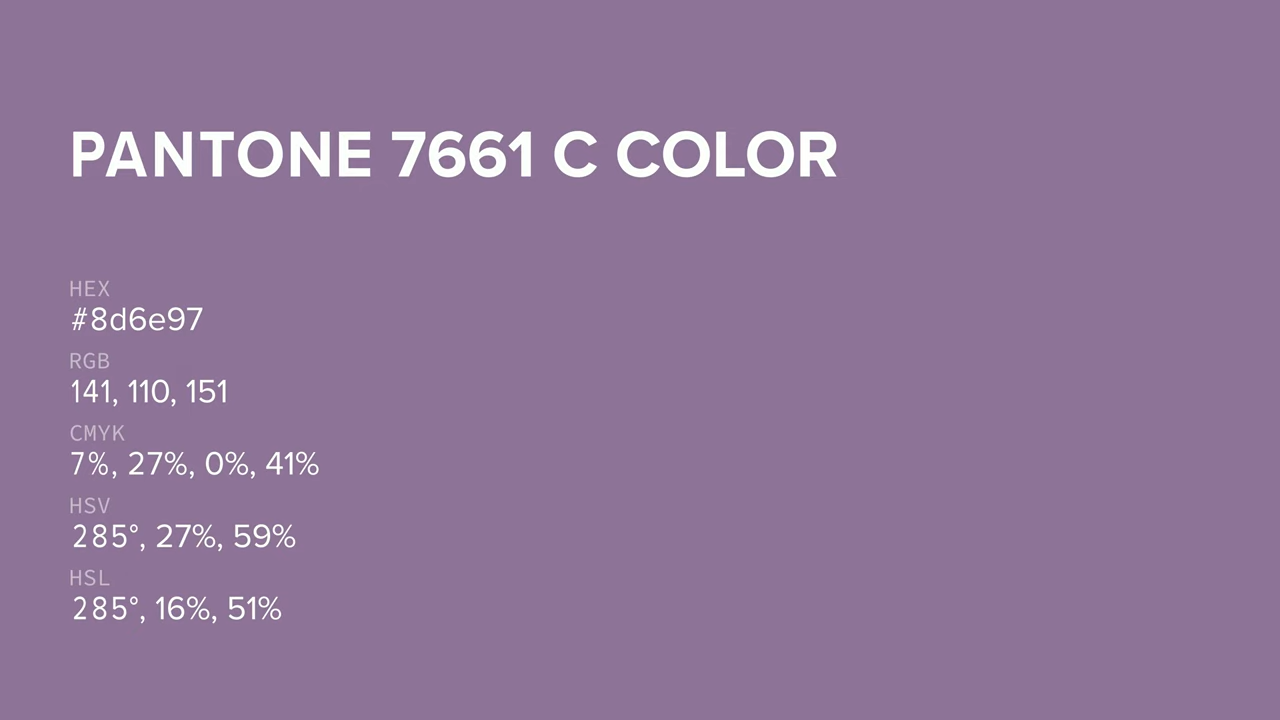 PANTONE 7661 C COLOR
HEX
#8d6e97
RGB
141, 110, 151
CMYK
7%, 27%, 0%, 41%
HSV
285°, 27%, 59%
HSL
285°, 16%, 51%